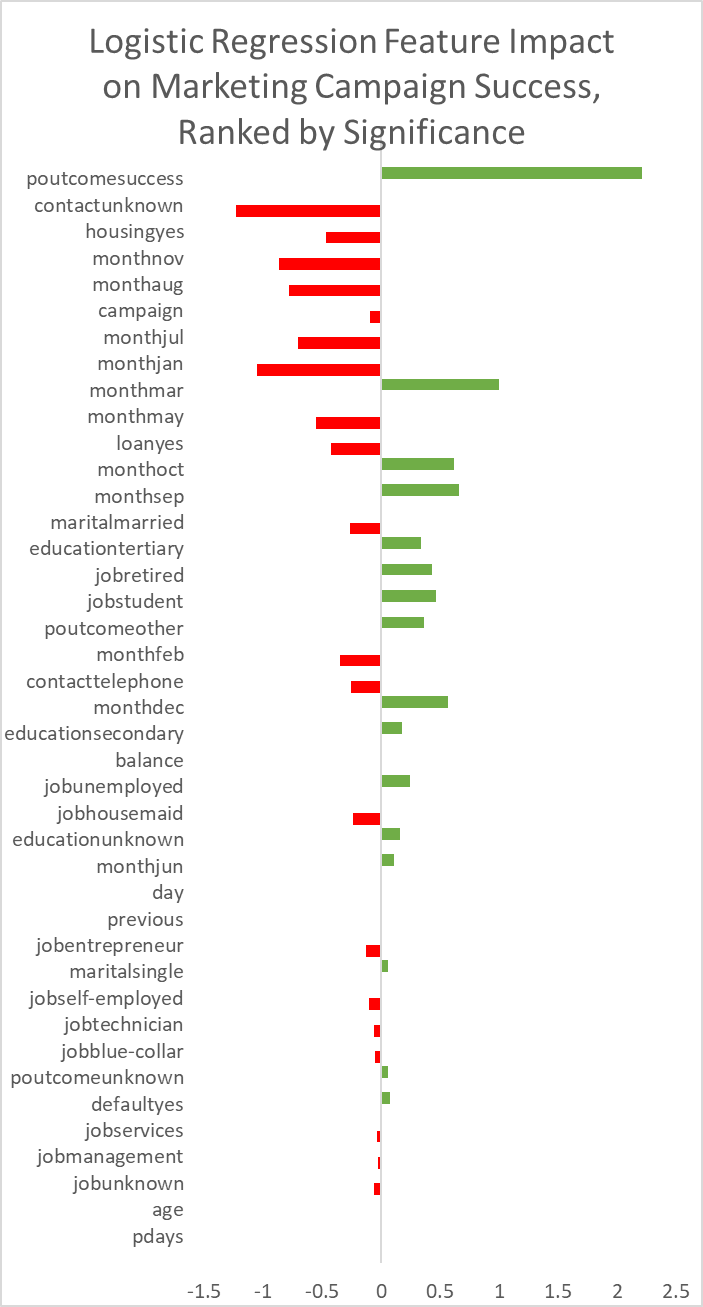 Logistic Regression Feature Impact
on Marketing Campaign Success,
Ranked by Significance
poutcomesuccess
contactunknown
housingyes
monthnov
monthaug
campaign
monthjul
monthjan
monthmar
monthmay
loanyes
monthoct
monthsep
maritalmarried
educationtertiary
jobretired
jobstudent
poutcomeother
monthfeb
contacttelephone
monthdec
educationsecondary
balance
jobunemployed
jobhousemaid
educationunknown
monthjun
day
previous
jobentrepreneur
maritalsingle
jobself-employed
jobtechnician
jobblue-collar
poutcomeunknown
defaultyes
jobservices
jobmanagement
jobunknown
age
pdays
-1.5 -1 -0.5 0 0.5 1 1.5 2 2.5